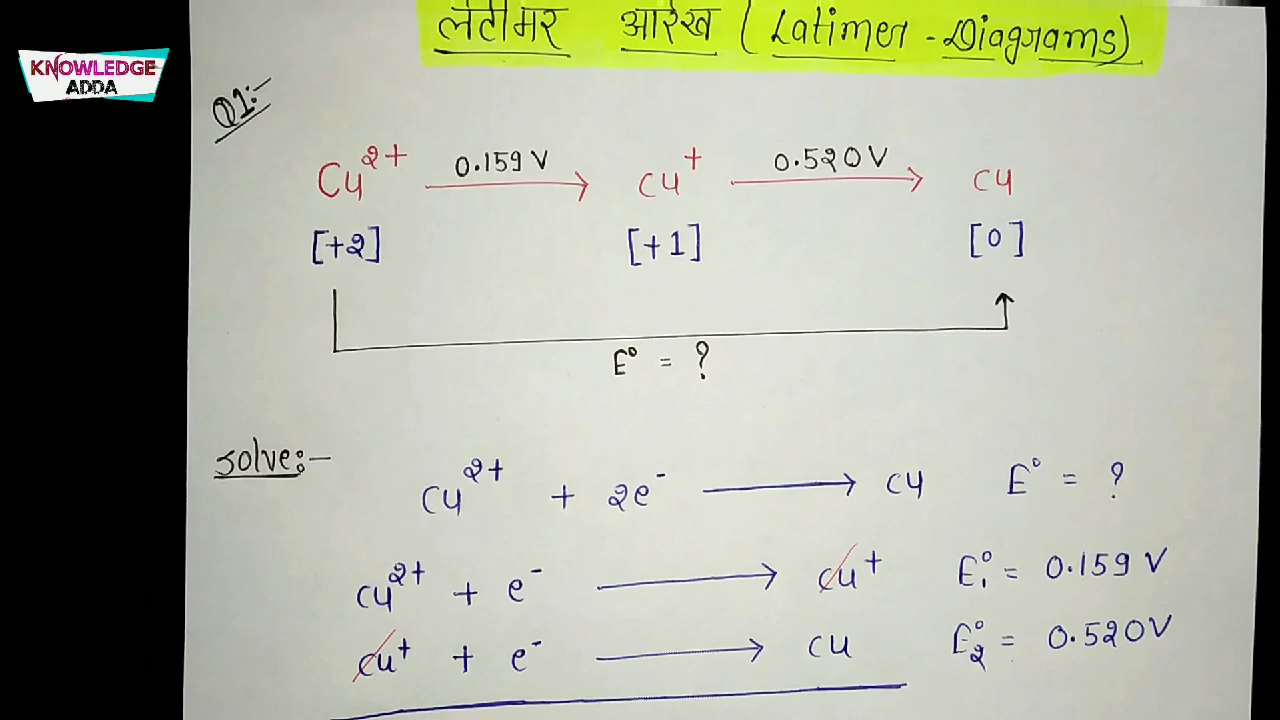 लेटीमर आरेख (Latimer - Diagrams)
KNOWLEDGE
ADDA
Q1:-
Cu²⁺ 0.159 V Cu⁺ 0.520V Cu
[+2] [+1] [0]
E° = ?
Solve:-
Cu²⁺ + 2e⁻ → Cu E° = ?
Cu²⁺ + e⁻ → Cu⁺ E₁° = 0.159 V
Cu⁺ + e⁻ → Cu E₂° = 0.520V